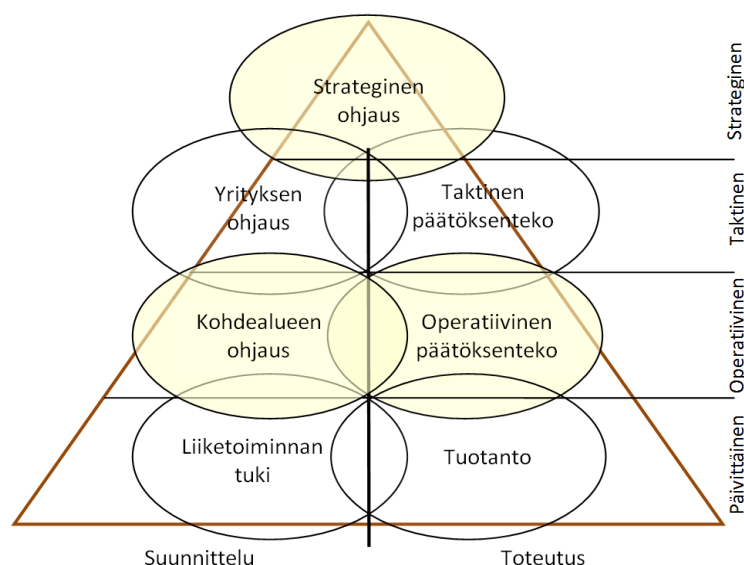 Strateginen
ohjaus
Strateginen
Yrityksen
ohjaus
Taktinen
päätöksenteko
Taktinen
Kohdealueen
ohjaus
Operatiivinen
päätöksenteko
Operatiivinen
Liiketoiminnan
tuki
Tuotanto
Päivittäinen
Suunnittelu
Toteutus